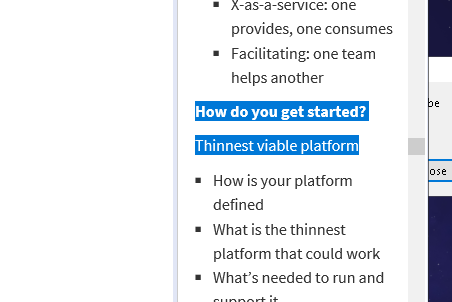 X-as-a-service: one
provides, one consumes
Facilitating: one team
helps another
How do you get started?
Thinnest viable platform
How is your platform
defined
What is the thinnest
platform that could work
What's needed to run and
support it
be
ose